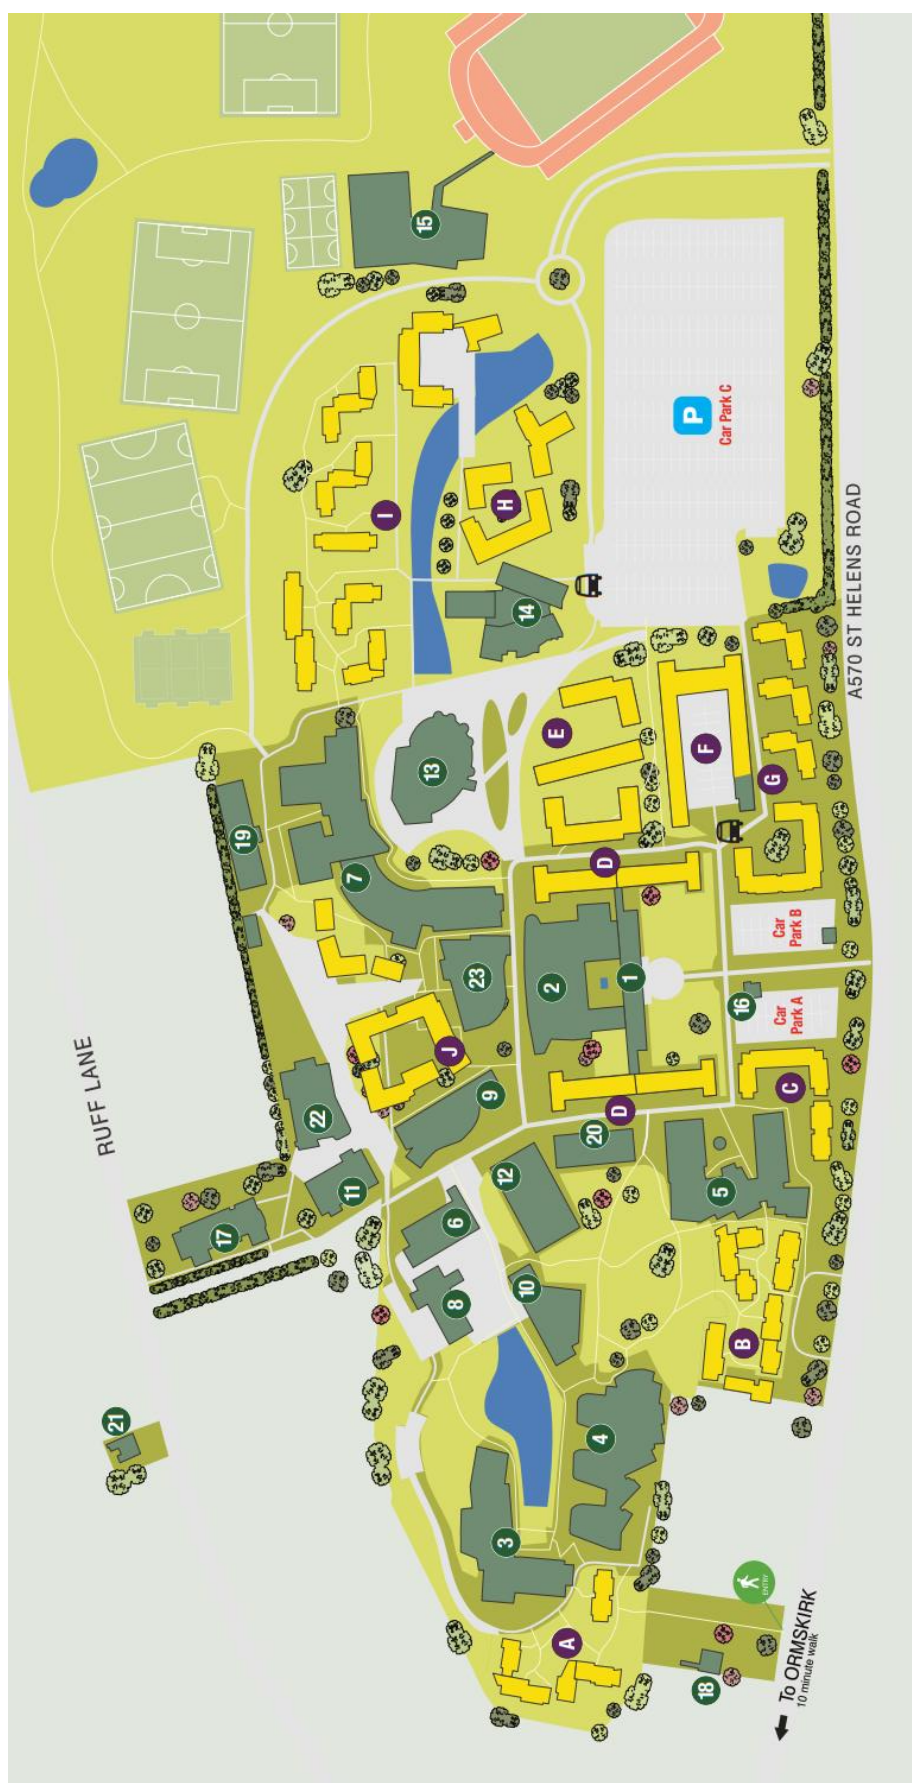 RUFF LANE
21
17
19
22
11
7
I
15
13
J
23
9
6
8
14
H
12
20
10
3
4
2
1
D
D
E
F
P
Car Park C
G
Car
Park B
16
Car
Park A
C
5
B
A
18
ENTRY
To ORMSKIRK
10 minute walk
A570 ST HELENS ROAD